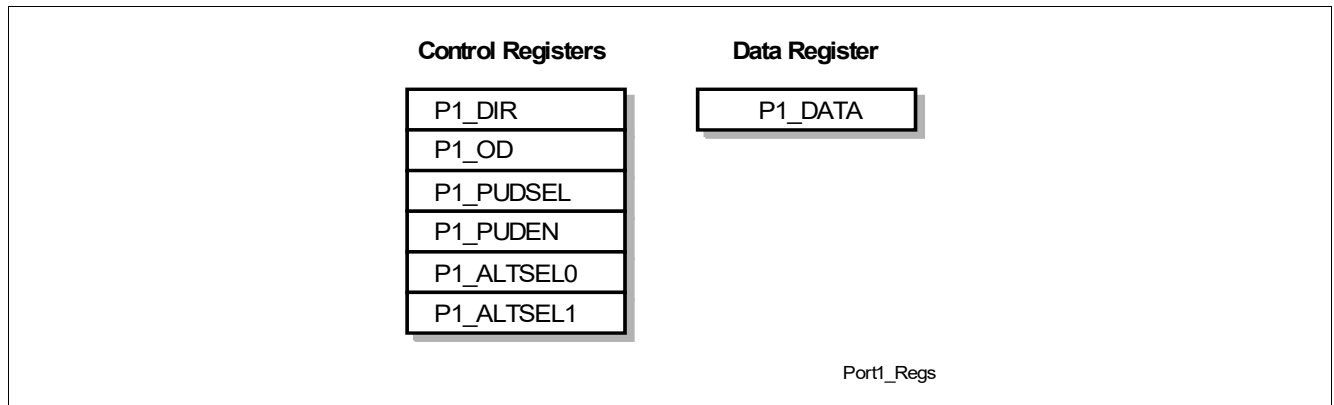 Control Registers
P1_DIR
P1_OD
P1_PUDSEL
P1_PUDEN
P1_ALTSEL0
P1_ALTSEL1
Data Register
P1_DATA
Port1_Regs